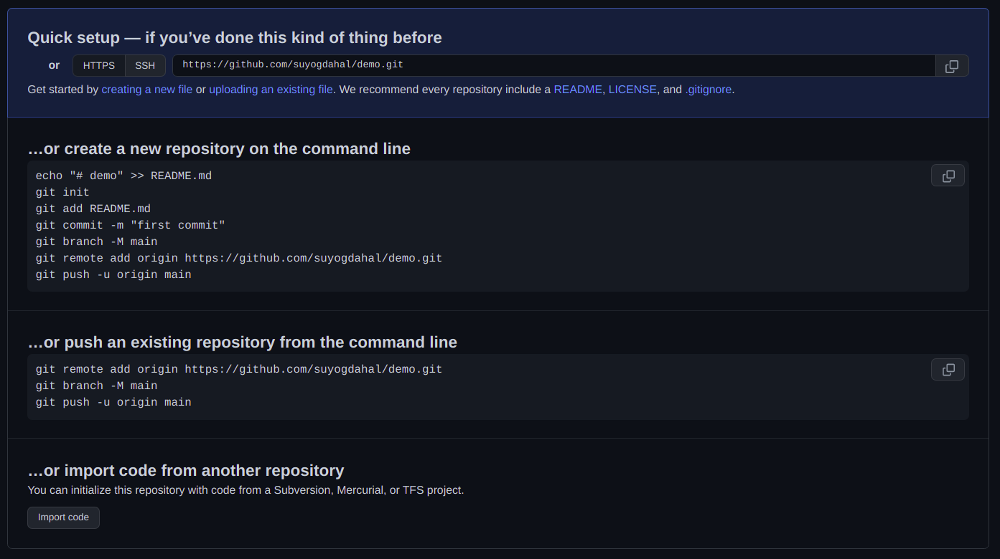 Quick setup — if you’ve done this kind of thing before
or HTTPS SSH https://github.com/suyogdahal/demo.git
Get started by creating a new file or uploading an existing file. We recommend every repository include a README, LICENSE, and .gitignore.
…or create a new repository on the command line
echo "# demo" >> README.md
git init
git add README.md
git commit -m "first commit"
git branch -M main
git remote add origin https://github.com/suyogdahal/demo.git
git push -u origin main
…or push an existing repository from the command line
git remote add origin https://github.com/suyogdahal/demo.git
git branch -M main
git push -u origin main
…or import code from another repository
You can initialize this repository with code from a Subversion, Mercurial, or TFS project.
Import code